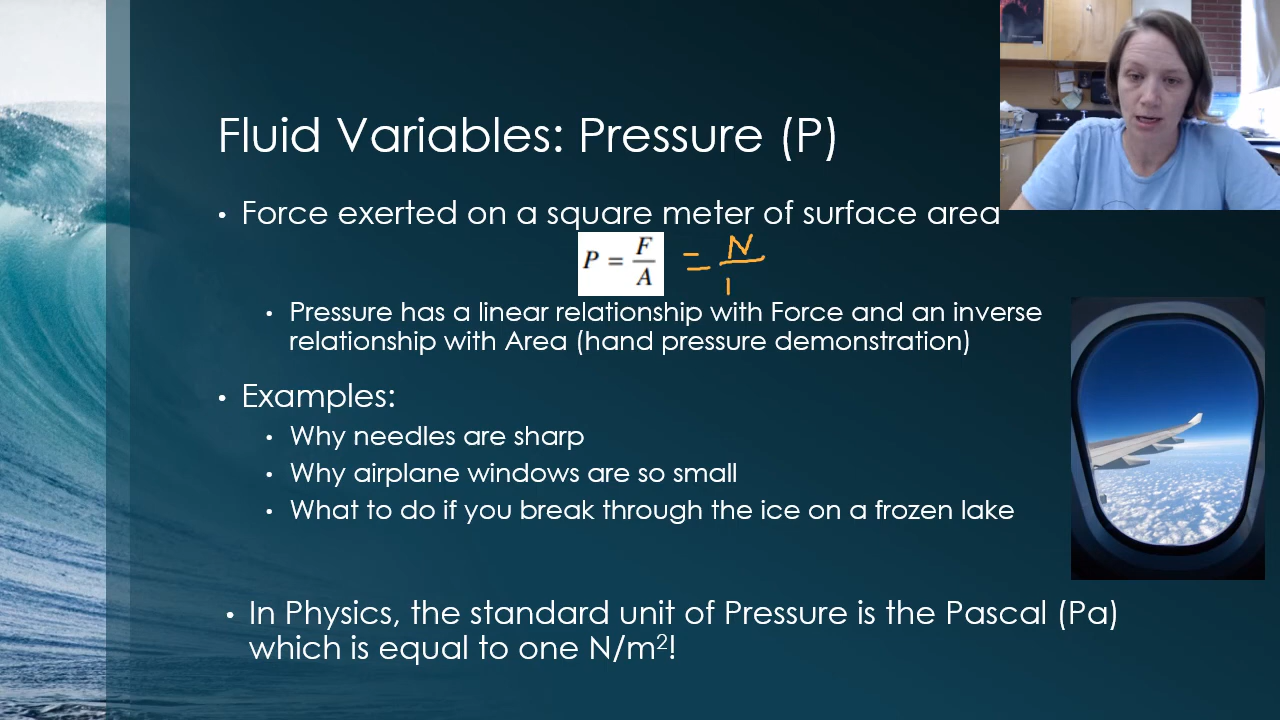 Fluid Variables: Pressure (P)
• Force exerted on a square meter of surface area
P = F/A = N/
• Pressure has a linear relationship with Force and an inverse
relationship with Area (hand pressure demonstration)
• Examples:
• Why needles are sharp
• Why airplane windows are so small
• What to do if you break through the ice on a frozen lake
• In Physics, the standard unit of Pressure is the Pascal (Pa)
which is equal to one N/m²!